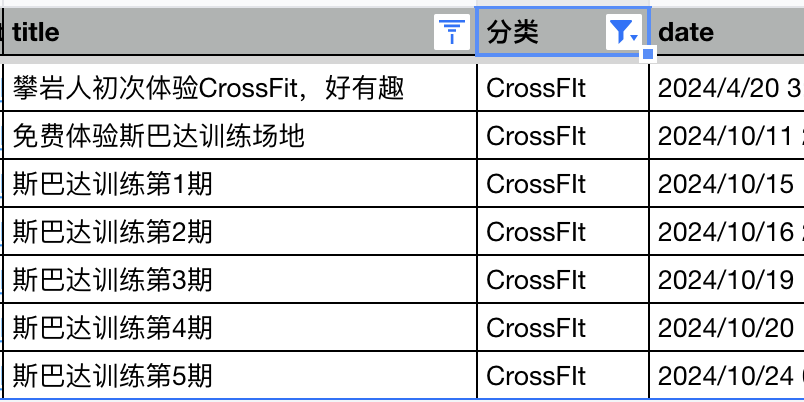 title 分类 date
攀岩人初次体验CrossFit，好有趣 CrossFIt 2024/4/20 3
免费体验斯巴达训练场地 CrossFIt 2024/10/11
斯巴达训练第1期 CrossFIt 2024/10/15
斯巴达训练第2期 CrossFIt 2024/10/16
斯巴达训练第3期 CrossFIt 2024/10/19
斯巴达训练第4期 CrossFIt 2024/10/20
斯巴达训练第5期 CrossFIt 2024/10/24